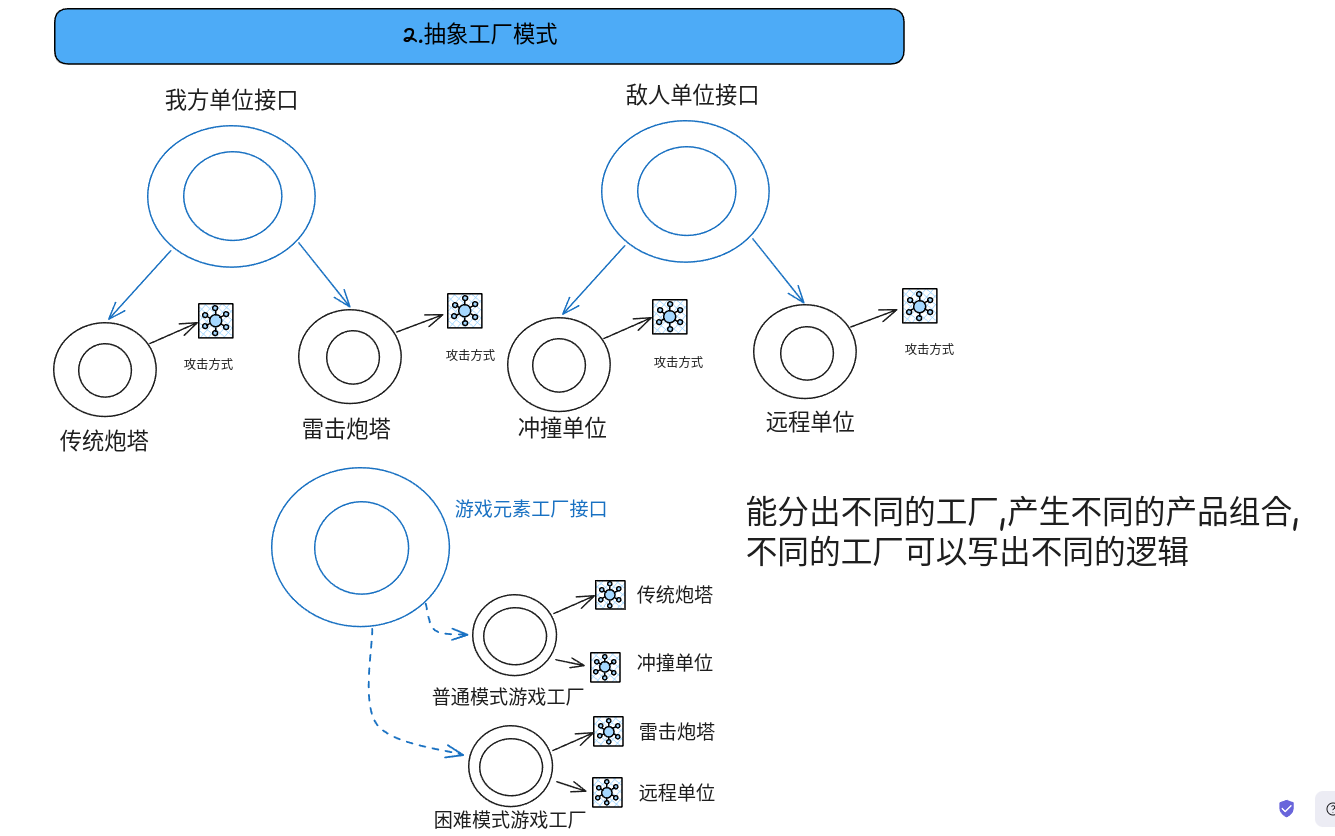 2.抽象工厂模式
我方单位接口
敌人单位接口
攻击方式
攻击方式
攻击方式
攻击方式
传统炮塔
雷击炮塔
冲撞单位
远程单位
游戏元素工厂接口
能分出不同的工厂,产生不同的产品组合,
不同的工厂可以写出不同的逻辑
传统炮塔
冲撞单位
普通模式游戏工厂
雷击炮塔
远程单位
困难模式游戏工厂